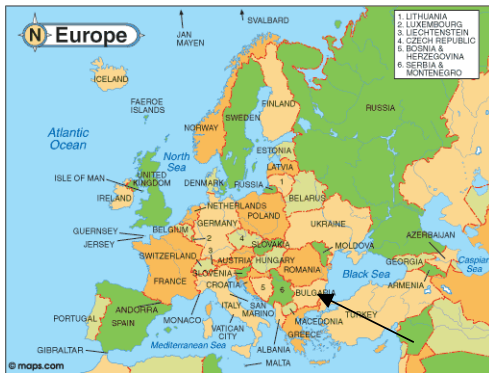 N Europe
1. LITHUANIA
2. LUXEMBOURG
3. LIECHTENSTEIN
4. CZECH REPUBLIC
5. BOSNIA &
HERZEGOVINA
6. SERBIA &
MONTENEGRO
SVALBARD
JAN
MAYEN
ICELAND
FAEROE
ISLANDS
FINLAND
RUSSIA
SWEDEN
NORWAY
Atlantic
Ocean
North
Sea
ESTONIA
LATVIA
1
ISLE OF MAN
UNITED
KINGDOM
DENMARK
RUSSIA
BELARUS
IRELAND
NETHERLANDS
POLAND
GUERNSEY
JERSEY
BELGIUM
GERMANY
2
4
UKRAINE
SLOVAKIA
MOLDOVA
AZERBAIJAN
SWITZERLAND
3
AUSTRIA
HUNGARY
GEORGIA
Caspian
Sea
SLOVENIA
ROMANIA
FRANCE
CROATIA
5
6
Black Sea
ARMENIA
BULGARIA
ANDORRA
ITALY
SAN
MARINO
PORTUGAL
SPAIN
MONACO
VATICAN
CITY
MACEDONIA
TURKEY
GREECE
Mediterranean Sea
ALBANIA
GIBRALTAR
MALTA
© maps.com